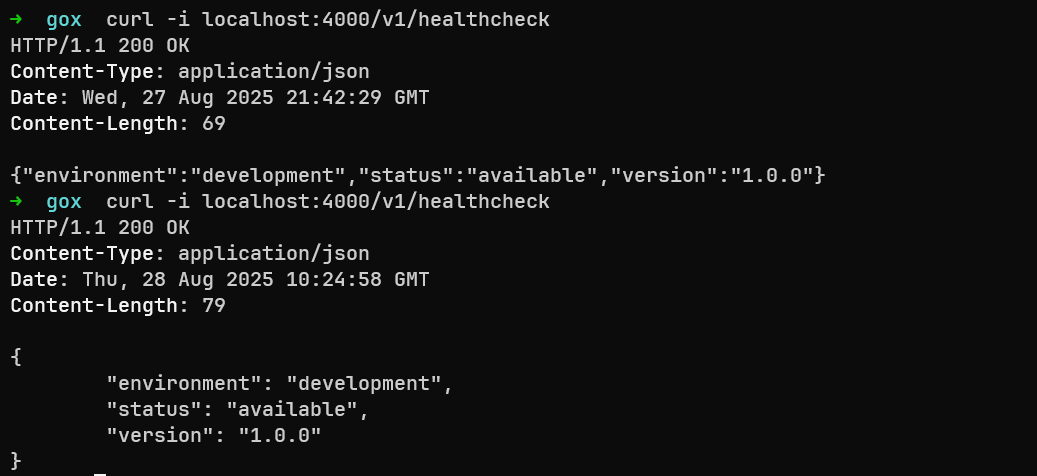 ➜  gox  curl -i localhost:4000/v1/healthcheck
HTTP/1.1 200 OK
Content-Type: application/json
Date: Wed, 27 Aug 2025 21:42:29 GMT
Content-Length: 69

{"environment":"development","status":"available","version":"1.0.0"}
➜  gox  curl -i localhost:4000/v1/healthcheck
HTTP/1.1 200 OK
Content-Type: application/json
Date: Thu, 28 Aug 2025 10:24:58 GMT
Content-Length: 79

{
        "environment": "development",
        "status": "available",
        "version": "1.0.0"
}